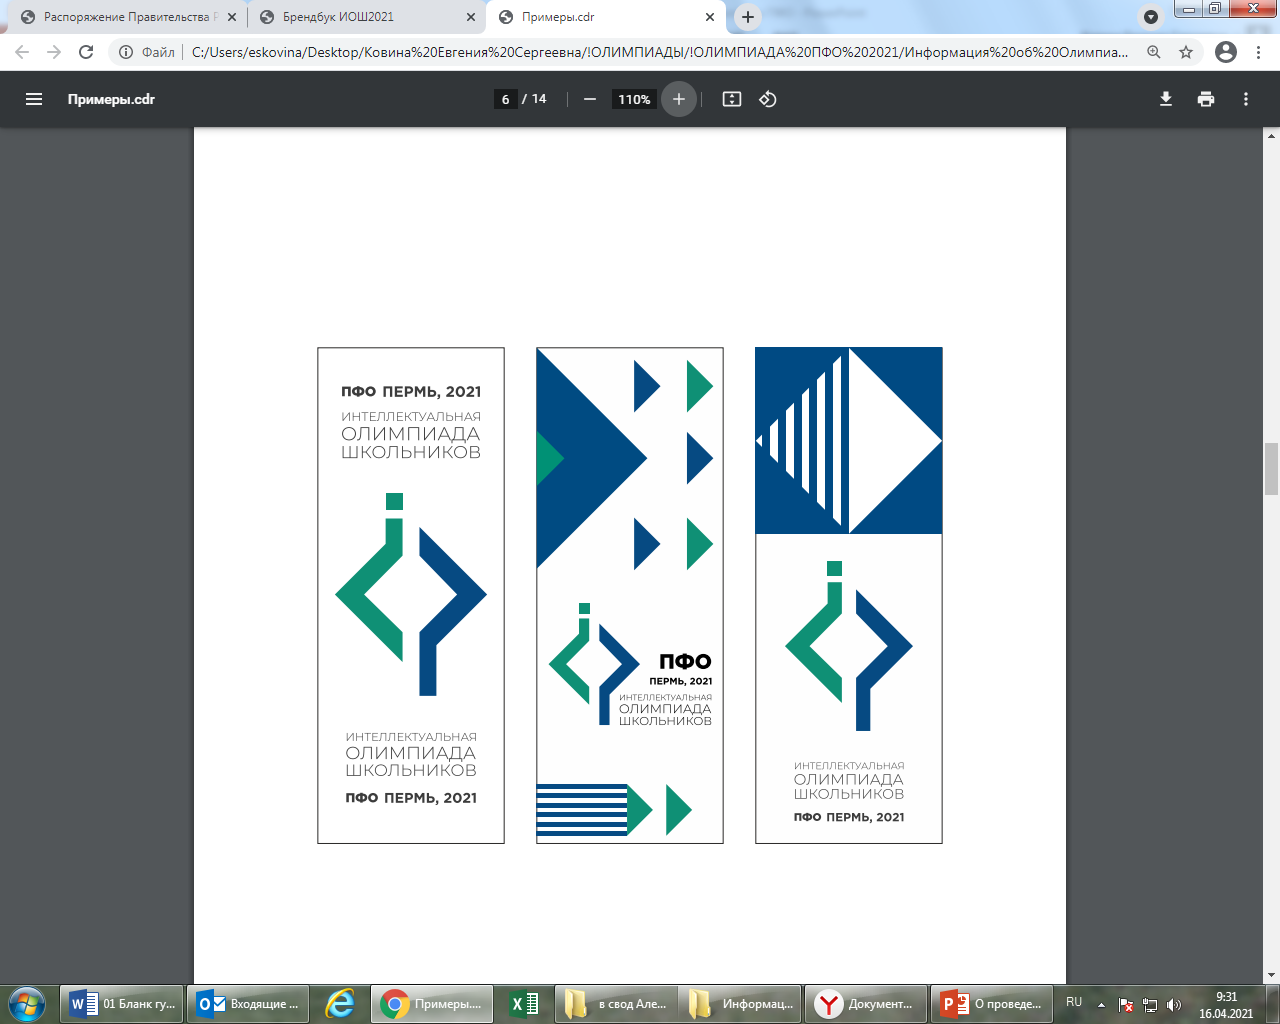 Распоряжение Правительства Р
Брендбук ИОШ2021
Примеры.cdr
Файл
C:/Users/eskovina/Desktop/Ковина%20Евгения%20Сергеевна/!ОЛИМПИАДЫ/!ОЛИМПИАДА%20ПФО%202021/Информация%20об%20Олимпиа...
Примеры.cdr
6 / 14
110%
ПФО ПЕРМЬ, 2021
ИНТЕЛЛЕКТУАЛЬНАЯ
ОЛИМПИАДА
ШКОЛЬНИКОВ
ИНТЕЛЛЕКТУАЛЬНАЯ
ОЛИМПИАДА
ШКОЛЬНИКОВ
ПФО ПЕРМЬ, 2021
ПФО
ПЕРМЬ, 2021
ИНТЕЛЛЕКТУАЛЬНАЯ
ОЛИМПИАДА
ШКОЛЬНИКОВ
ИНТЕЛЛЕКТУАЛЬНАЯ
ОЛИМПИАДА
ШКОЛЬНИКОВ
ПФО ПЕРМЬ, 2021
01 Бланк гу...
Входящие ...
Примеры....
в свод Але...
Информац...
Документ...
О проведе...
RU
9:31
16.04.2021